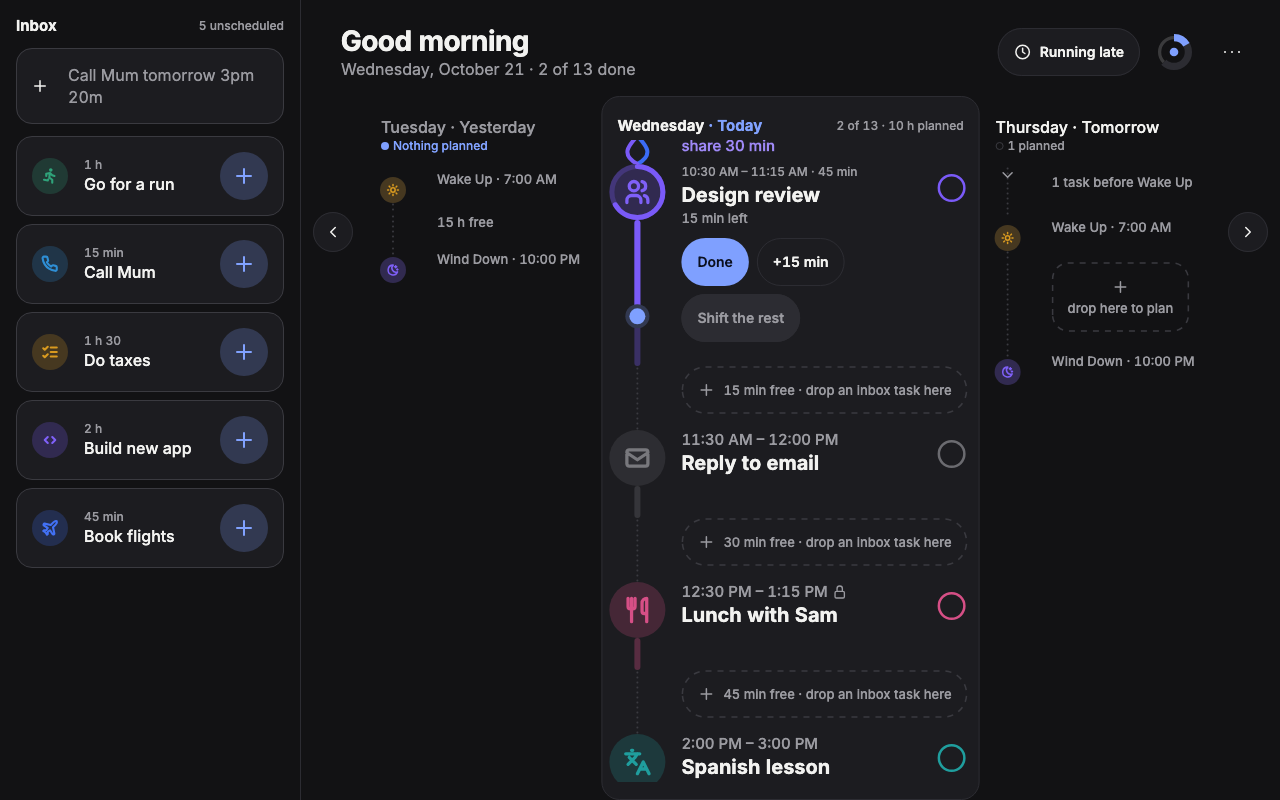 Inbox
5 unscheduled
Call Mum tomorrow 3pm
20m
1 h
Go for a run
15 min
Call Mum
1 h 30
Do taxes
2 h
Build new app
45 min
Book flights
Good morning
Wednesday, October 21 · 2 of 13 done
Running late
Tuesday · Yesterday
Nothing planned
Wake Up · 7:00 AM
15 h free
Wind Down · 10:00 PM
Wednesday · Today
2 of 13 · 10 h planned
share 30 min
10:30 AM – 11:15 AM · 45 min
Design review
15 min left
Done
+15 min
Shift the rest
15 min free · drop an inbox task here
11:30 AM – 12:00 PM
Reply to email
30 min free · drop an inbox task here
12:30 PM – 1:15 PM
Lunch with Sam
45 min free · drop an inbox task here
2:00 PM – 3:00 PM
Spanish lesson
Thursday · Tomorrow
1 planned
1 task before Wake Up
Wake Up · 7:00 AM
drop here to plan
Wind Down · 10:00 PM